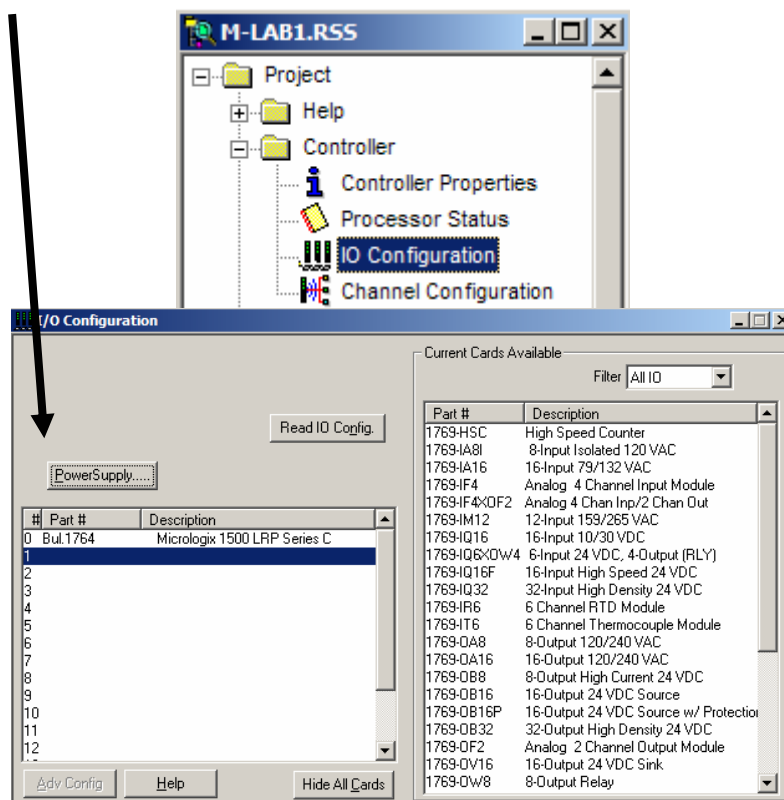 M-LAB1.RSS
Project
Help
Controller
Controller Properties
Processor Status
IO Configuration
Channel Configuration
I/O Configuration
Read IO Config.
PowerSupply.....
# Part # Description
0 Bul.1764 Micrologix 1500 LRP Series C
1
2
3
4
5
6
7
8
9
10
11
12
Adv Config Help Hide All Cards
Current Cards Available
Filter All IO
Part # Description
1769-HSC High Speed Counter
1769-IA8I 8-Input Isolated 120 VAC
1769-IA16 16-Input 79/132 VAC
1769-IF4 Analog 4 Channel Input Module
1769-IF4XOF2 Analog 4 Chan Inp/2 Chan Out
1769-IM12 12-Input 159/265 VAC
1769-IQ16 16-Input 10/30 VDC
1769-IQ6XOW4 6-Input 24 VDC, 4-Output (RLY)
1769-IQ16F 16-Input High Speed 24 VDC
1769-IQ32 32-Input High Density 24 VDC
1769-IR6 6 Channel RTD Module
1769-IT6 6 Channel Thermocouple Module
1769-OA8 8-Output 120/240 VAC
1769-OA16 16-Output 120/240 VAC
1769-OB8 8-Output High Current 24 VDC
1769-OB16 16-Output 24 VDC Source
1769-OB16P 16-Output 24 VDC Source w/ Protection
1769-OB32 32-Output High Density 24 VDC
1769-OF2 Analog 2 Channel Output Module
1769-OV16 16-Output 24 VDC Sink
1769-OW8 8-Output Relay